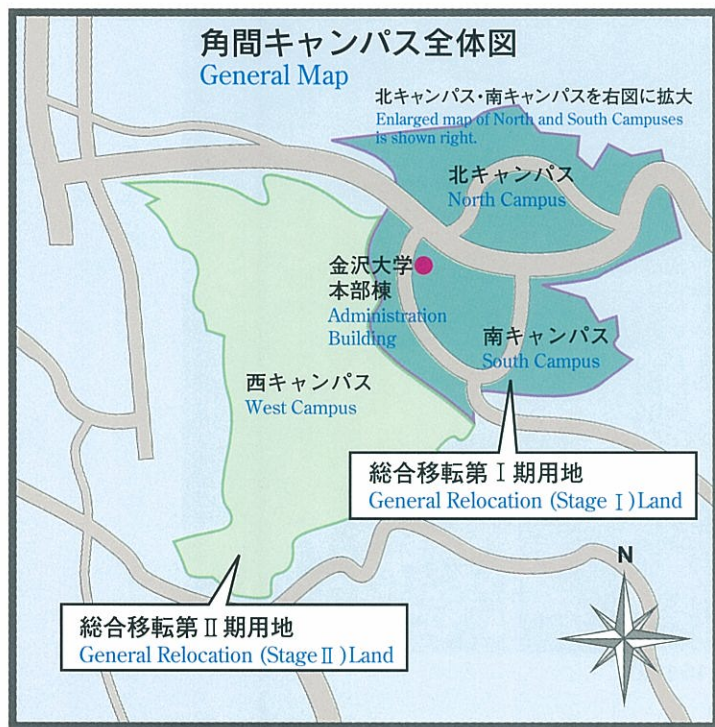 角間キャンパス全体図
General Map
北キャンパス・南キャンパスを右図に拡大
Enlarged map of North and South Campuses
is shown right.
北キャンパス
North Campus
金沢大学
本部棟
Administration
Building
南キャンパス
South Campus
西キャンパス
West Campus
総合移転第Ⅰ期用地
General Relocation (Stage Ⅰ) Land
N
総合移転第Ⅱ期用地
General Relocation (Stage Ⅱ) Land